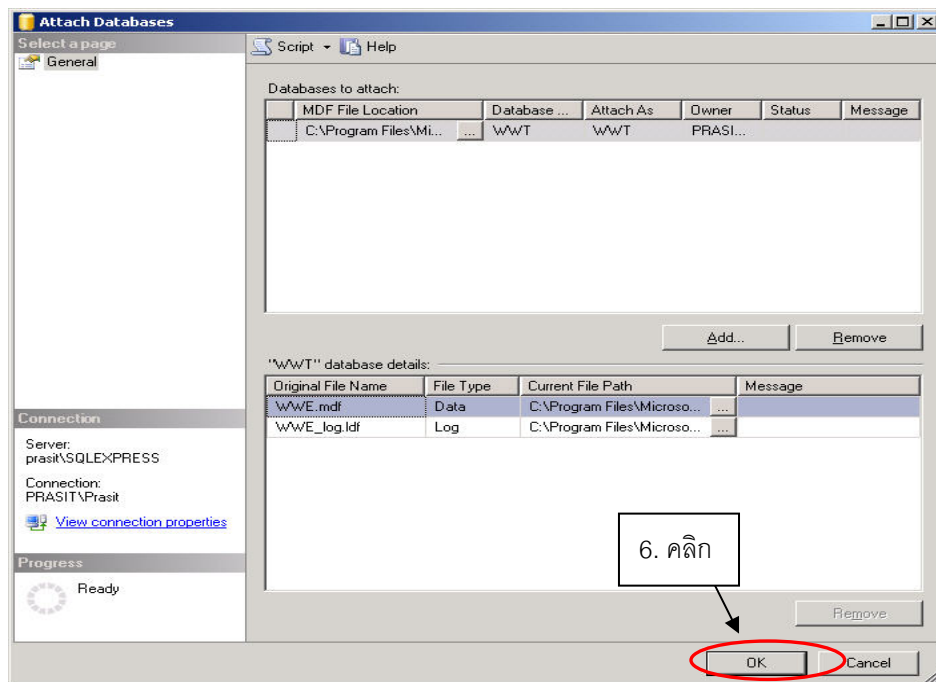 Attach Databases
Select a page
General
Script Help
Databases to attach:
MDF File Location Database ... Attach As Owner Status Message
C:\Program Files\Mi... ... WWT WWT PRASI...
Add... Remove
"WWT" database details:
Original File Name File Type Current File Path Message
WWE.mdf Data C:\Program Files\Microso... ...
WWE_log.ldf Log C:\Program Files\Microso... ...
Connection
Server:
prasit\SQLEXPRESS
Connection:
PRASIT\Prasit
View connection properties
Progress
Ready
6. คลิก
Remove
OK Cancel